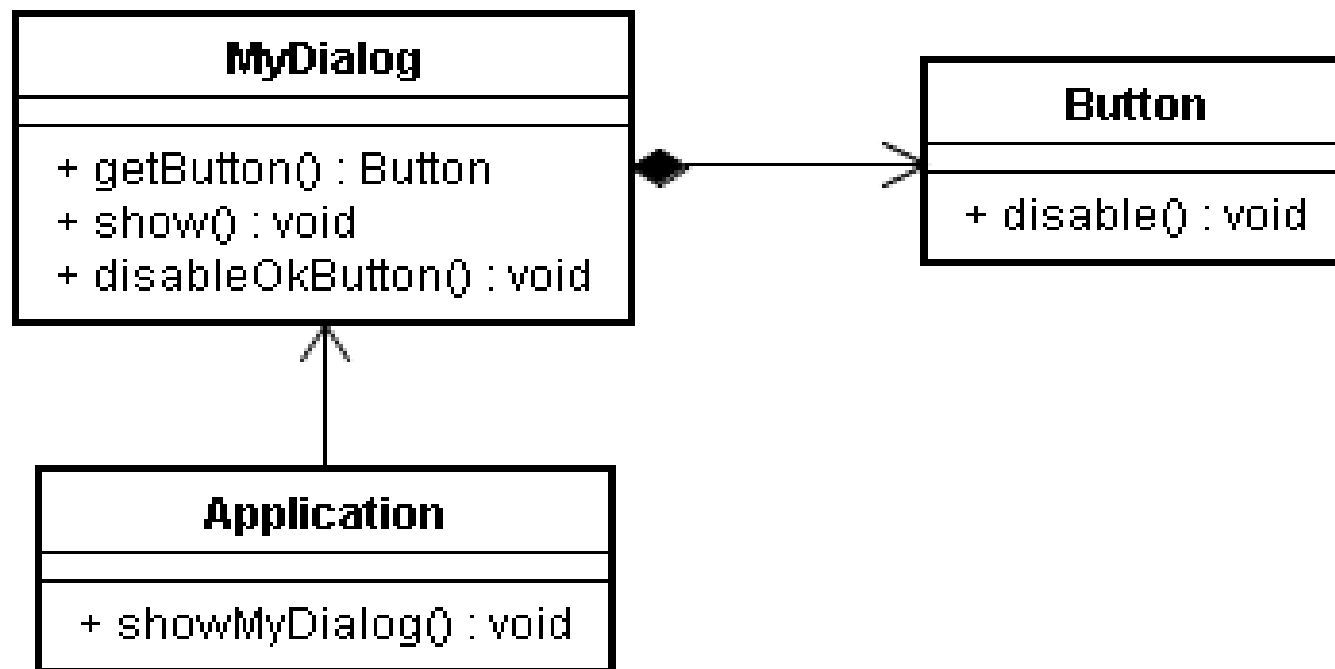 MyDialog
+ getButton() : Button
+ show() : void
+ disableOkButton() : void
Button
+ disable() : void
Application
+ showMyDialog() : void